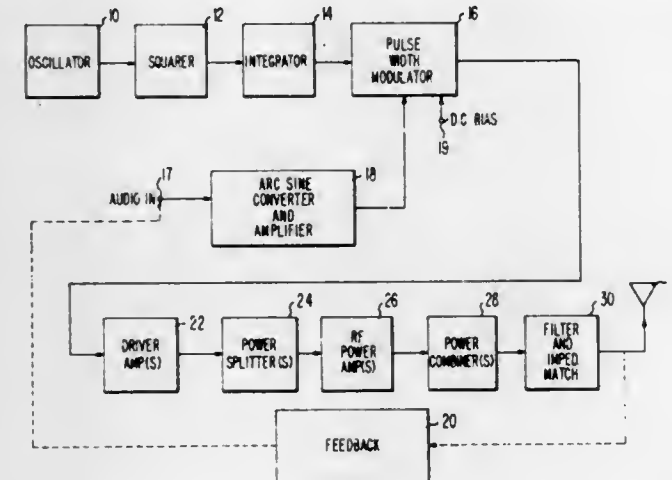 10
12
14
16
OSCILLATOR
SQUARER
INTEGRATOR
PULSE
WIDTH
MODULATOR
D.C. BIAS
19
17
18
AUDIO IN
ARC SINE
CONVERTER
AND
AMPLIFIER
22
24
26
28
30
DRIVER
AMP(S)
POWER
SPLITTER(S)
RF
POWER
AMP(S)
POWER
COMBINER(S)
FILTER
AND
IMPED.
MATCH
20
FEEDBACK